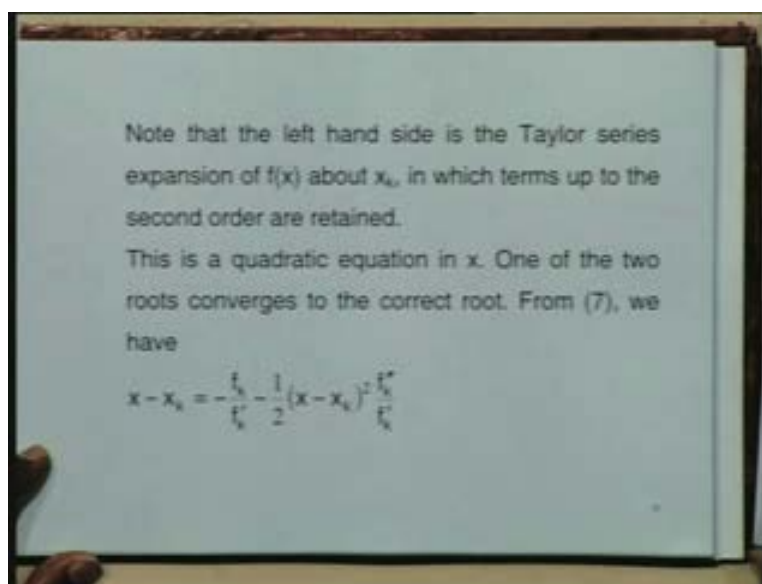 Note that the left hand side is the Taylor series
expansion of f(x) about xₖ, in which terms up to the
second order are retained.
This is a quadratic equation in x. One of the two
roots converges to the correct root. From (7), we
have
x − xₖ = − fₖ/f′ₖ − 1/2 (x − xₖ)² f″ₖ/f′ₖ